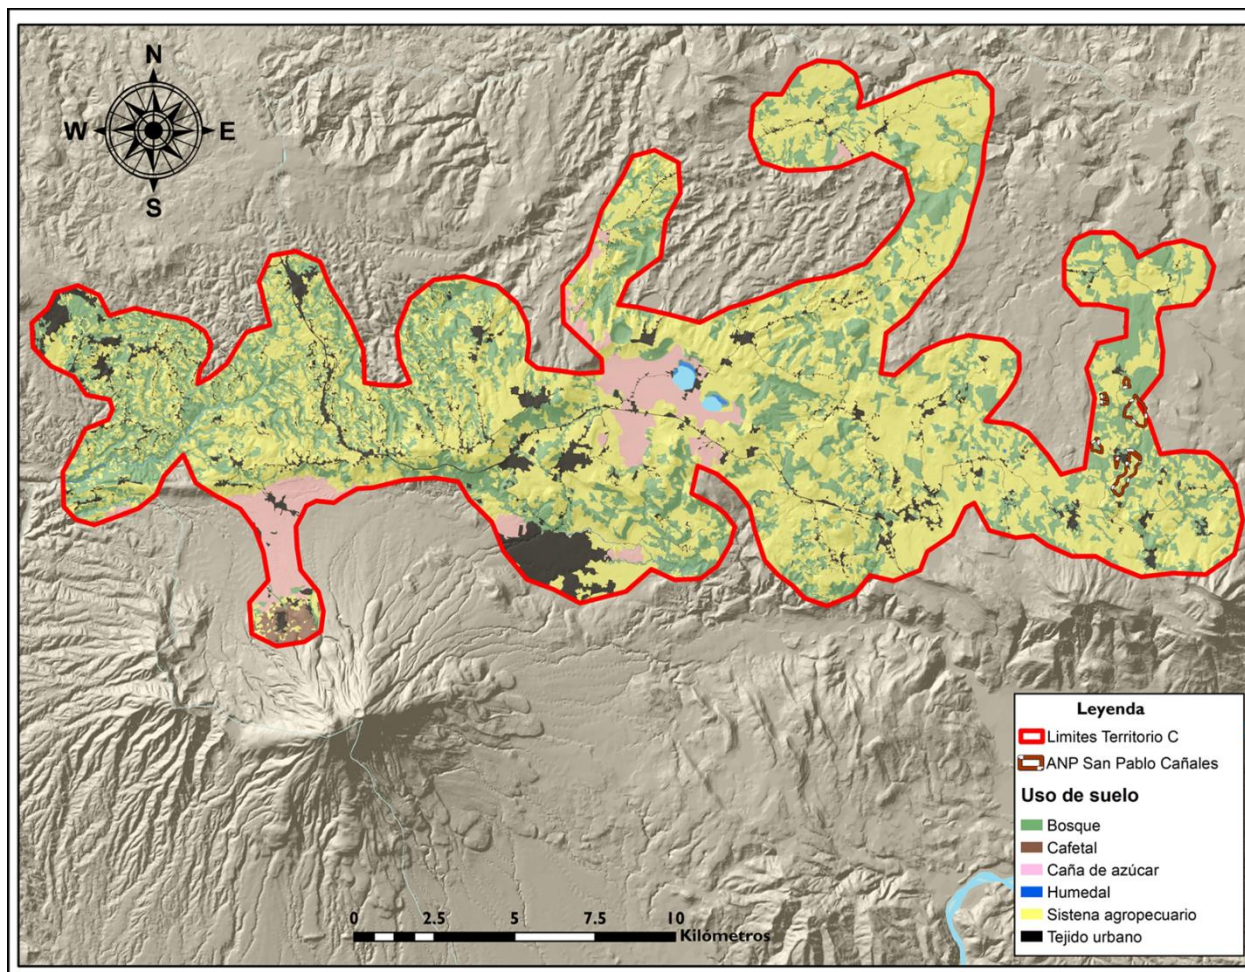 N
W E
S
Leyenda
Limites Territorio C
ANP San Pablo Cañales
Uso de suelo
Bosque
Cafetal
Caña de azúcar
Humedal
Sistena agropecuario
Tejido urbano
0 2.5 5 7.5 10
Kilómetros